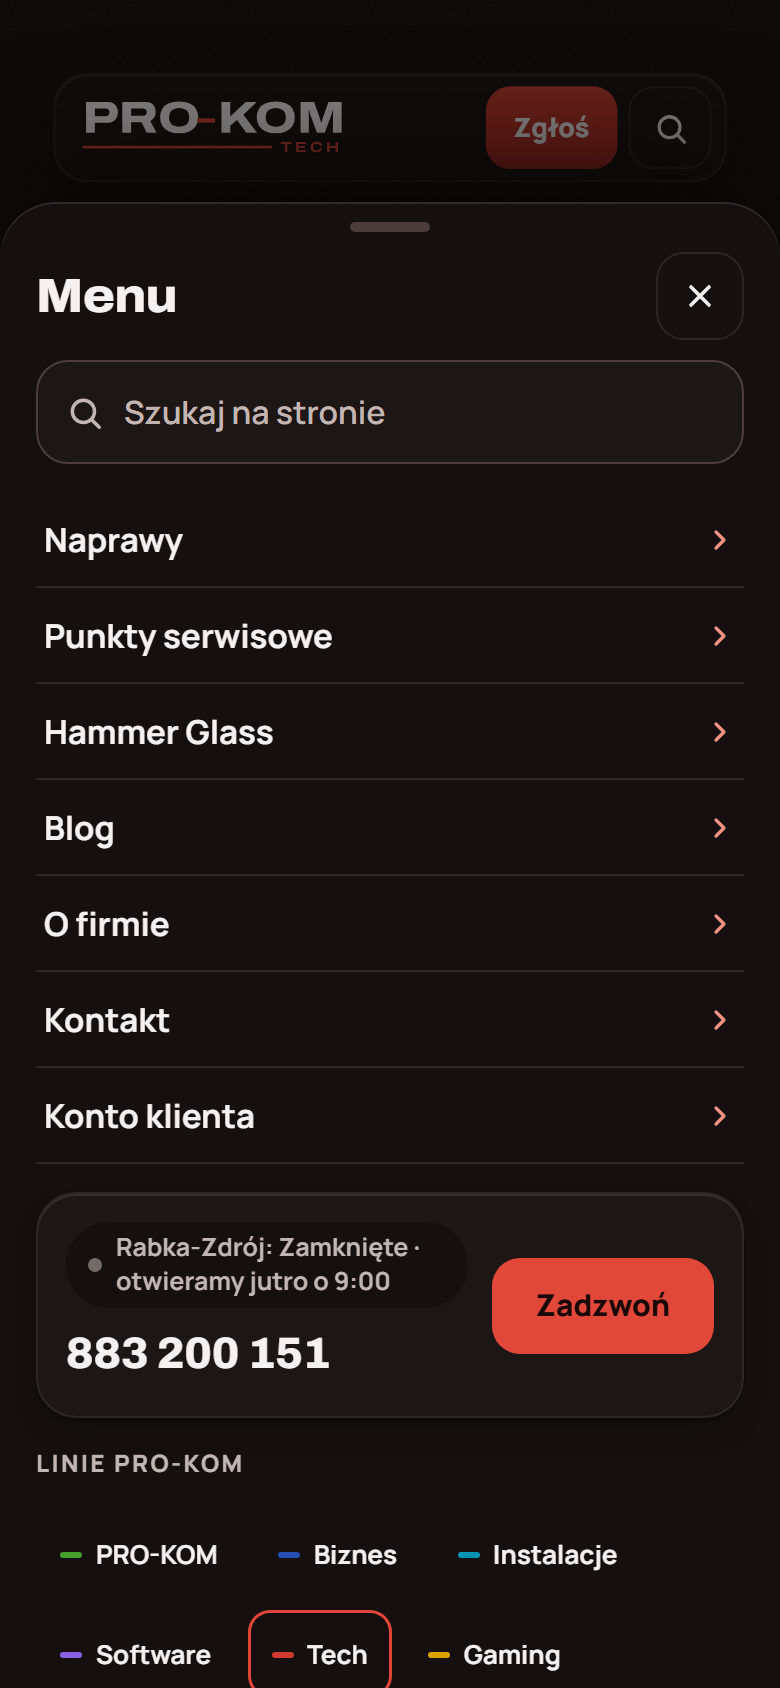 PRO-KOM
TECH
Zgłoś
Menu
Szukaj na stronie
Naprawy
Punkty serwisowe
Hammer Glass
Blog
O firmie
Kontakt
Konto klienta
Rabka-Zdrój: Zamknięte ·
otwieramy jutro o 9:00
883 200 151
Zadzwoń
LINIE PRO-KOM
PRO-KOM Biznes Instalacje
Software Tech Gaming